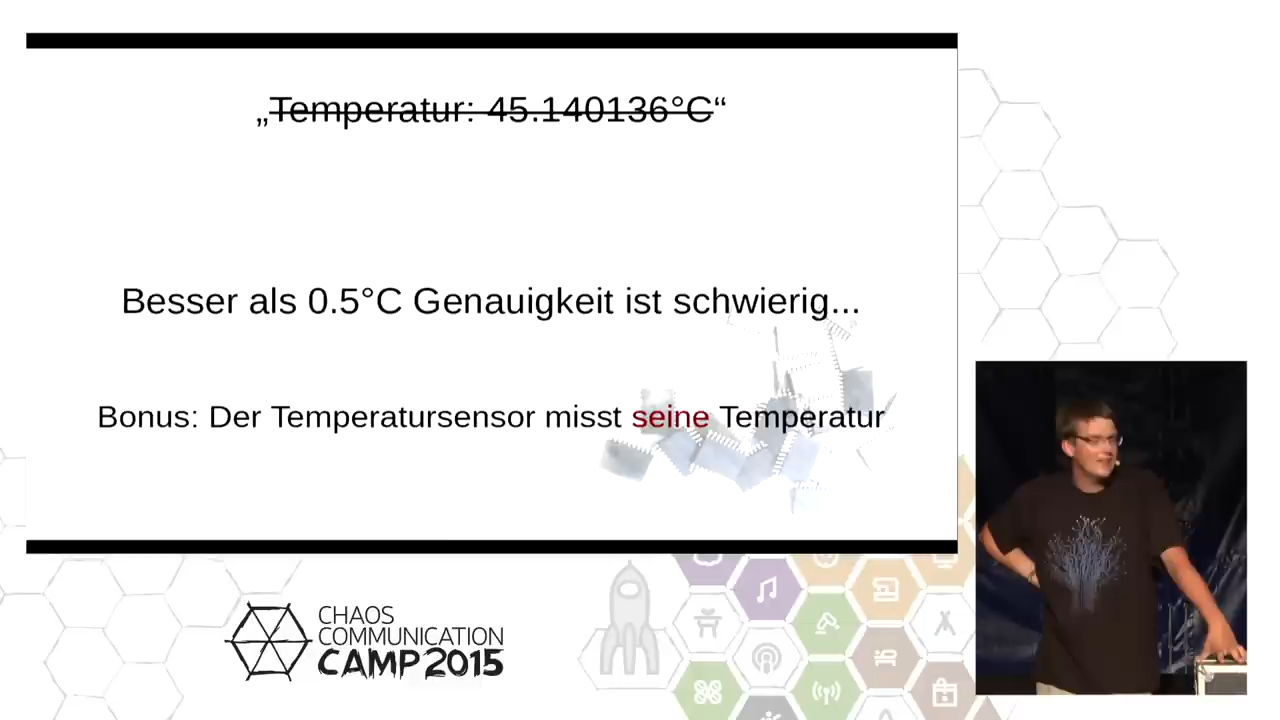 „Temperatur: 45.140136°C“
Besser als 0.5°C Genauigkeit ist schwierig...
Bonus: Der Temperatursensor misst seine Temperatur
CHAOS
COMMUNICATION
CAMP 2015